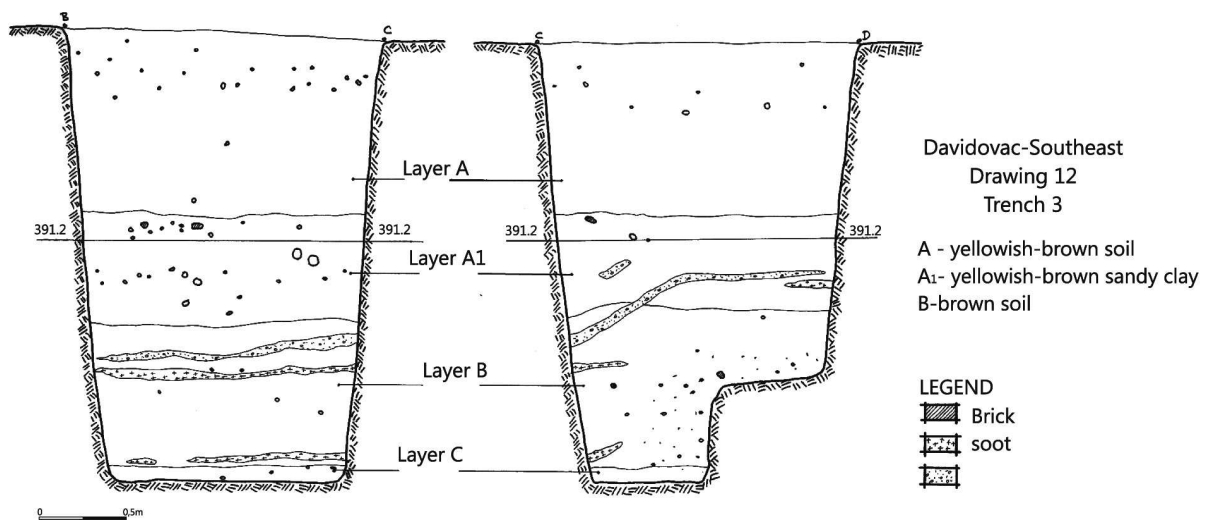 B
C
C
D
Layer A
391.2
391.2
391.2
391.2
Layer A1
Layer B
Layer C
0
0,5m
Davidovac-Southeast
Drawing 12
Trench 3
A - yellowish-brown soil
A1- yellowish-brown sandy clay
B-brown soil
LEGEND
Brick
soot